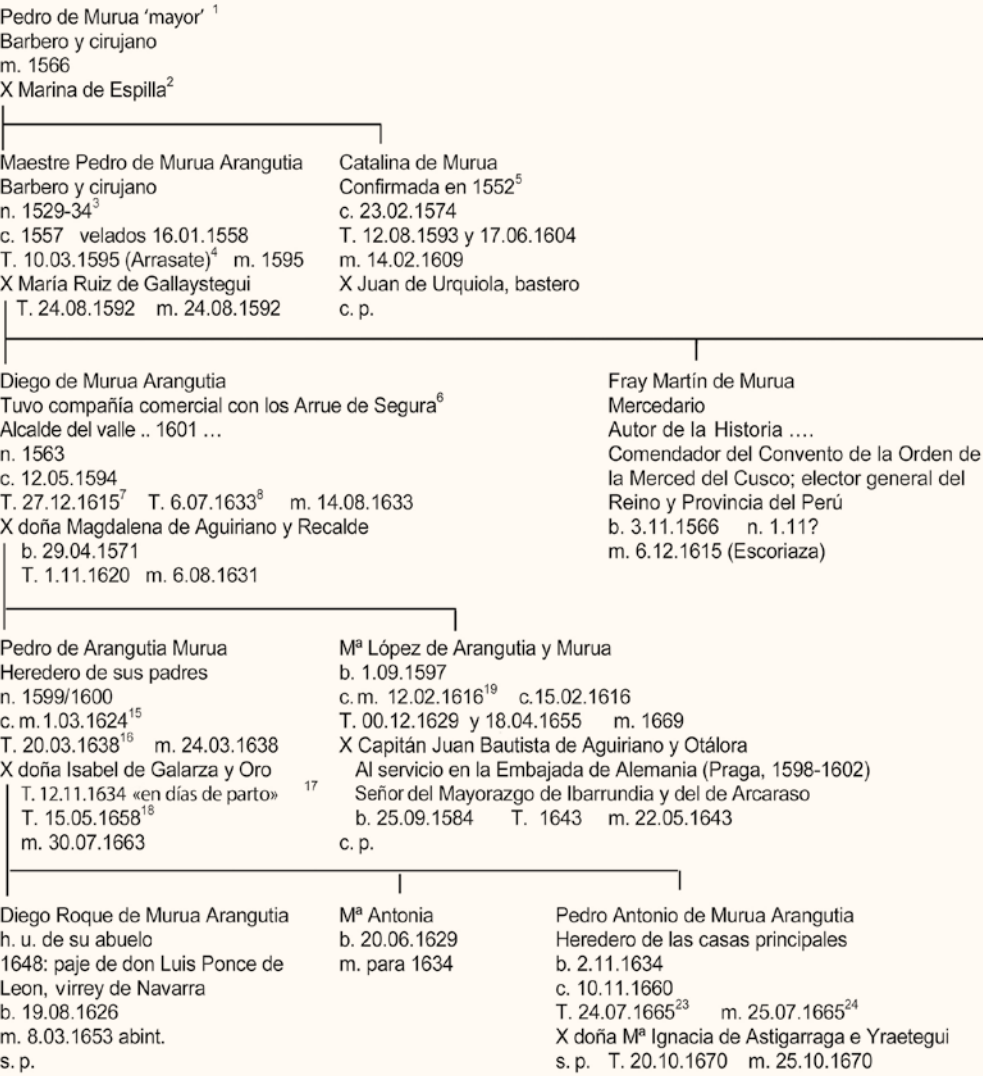 Pedro de Murua ‘mayor’ 1
Barbero y cirujano
m. 1566
X Marina de Espilla2
Maestre Pedro de Murua Arangutia
Barbero y cirujano
n. 1529-343
c. 1557 velados 16.01.1558
T. 10.03.1595 (Arrasate)4 m. 1595
X María Ruiz de Gallaystegui
T. 24.08.1592 m. 24.08.1592
Catalina de Murua
Confirmada en 15525
c. 23.02.1574
T. 12.08.1593 y 17.06.1604
m. 14.02.1609
X Juan de Urquiola, bastero
c. p.
Diego de Murua Arangutia
Tuvo compañía comercial con los Arrue de Segura6
Alcalde del valle .. 1601 ...
n. 1563
c. 12.05.1594
T. 27.12.16157 T. 6.07.16338 m. 14.08.1633
X doña Magdalena de Aguiriano y Recalde
b. 29.04.1571
T. 1.11.1620 m. 6.08.1631
Fray Martín de Murua
Mercedario
Autor de la Historia ....
Comendador del Convento de la Orden de
la Merced del Cusco; elector general del
Reino y Provincia del Perú
b. 3.11.1566 n. 1.11?
m. 6.12.1615 (Escoriaza)
Pedro de Arangutia Murua
Heredero de sus padres
n. 1599/1600
c. m.1.03.162415
T. 20.03.163816 m. 24.03.1638
X doña Isabel de Galarza y Oro
T. 12.11.1634 «en días de parto» 17
T. 15.05.165818
m. 30.07.1663
Mª López de Arangutia y Murua
b. 1.09.1597
c. m. 12.02.161619 c.15.02.1616
T. 00.12.1629 y 18.04.1655 m. 1669
X Capitán Juan Bautista de Aguiriano y Otálora
Al servicio en la Embajada de Alemania (Praga, 1598-1602)
Señor del Mayorazgo de Ibarrundia y del de Arcaraso
b. 25.09.1584 T. 1643 m. 22.05.1643
c. p.
Diego Roque de Murua Arangutia
h. u. de su abuelo
1648: paje de don Luis Ponce de
Leon, virrey de Navarra
b. 19.08.1626
m. 8.03.1653 abint.
s. p.
Mª Antonia
b. 20.06.1629
m. para 1634
Pedro Antonio de Murua Arangutia
Heredero de las casas principales
b. 2.11.1634
c. 10.11.1660
T. 24.07.166523 m. 25.07.166524
X doña Mª Ignacia de Astigarraga e Yraetegui
s. p. T. 20.10.1670 m. 25.10.1670